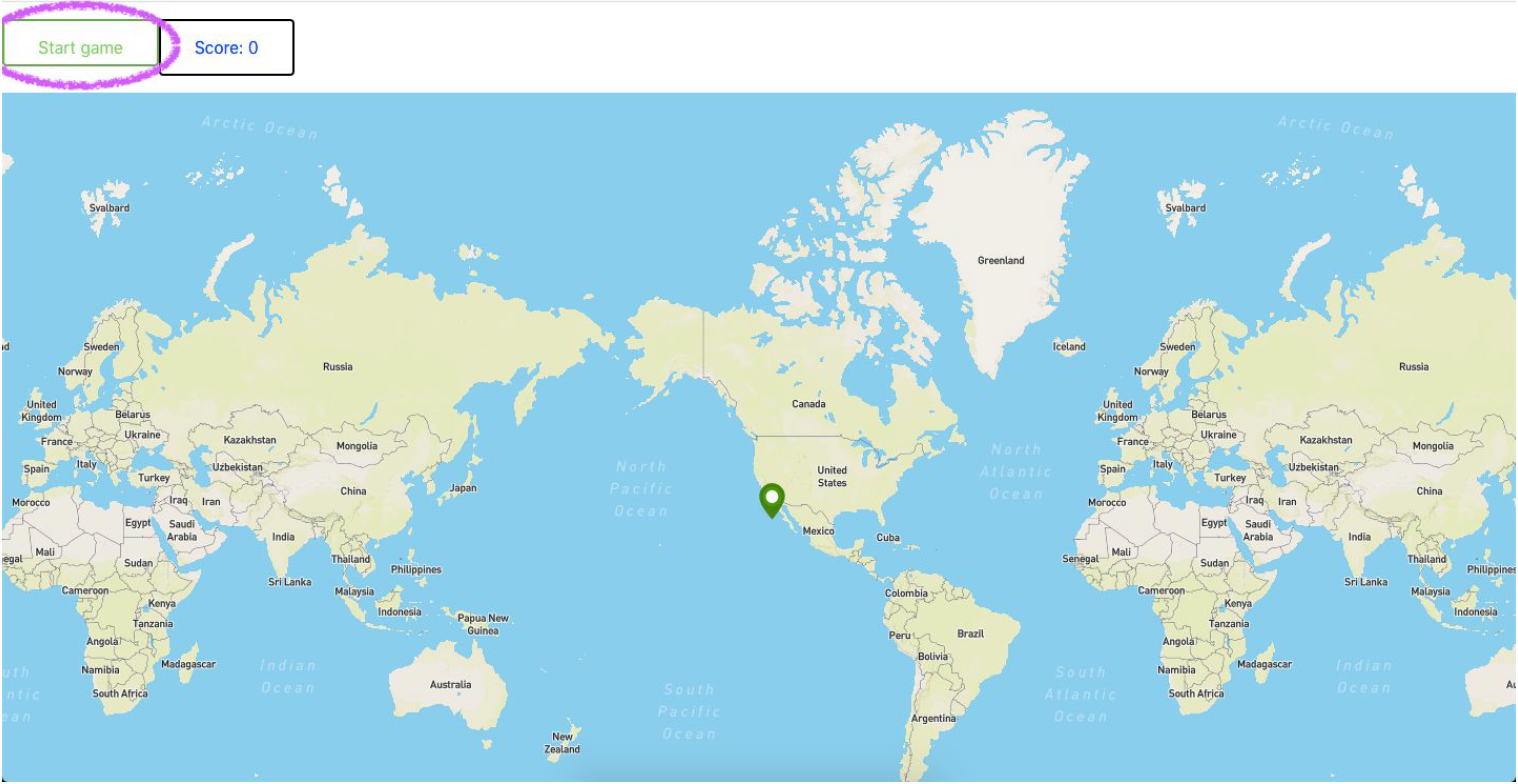 Start game
Score: 0
Arctic Ocean
Arctic Ocean
Svalbard
Svalbard
Greenland
Iceland
Sweden
Sweden
Norway
Norway
Russia
Russia
United
Kingdom
United
Kingdom
Canada
Belarus
Belarus
Ukraine
Ukraine
France
France
Kazakhstan
Kazakhstan
Mongolia
Mongolia
Spain
Spain
Italy
Italy
Uzbekistan
Uzbekistan
Turkey
Turkey
North
Pacific
Ocean
United
States
North
Atlantic
Ocean
China
China
Japan
Morocco
Morocco
Iraq
Iraq
Iran
Iran
Egypt
Egypt
Saudi
Arabia
Saudi
Arabia
India
India
Mexico
Cuba
Mali
Mali
Senegal
Sudan
Sudan
Thailand
Thailand
Philippines
Philippines
Sri Lanka
Sri Lanka
Cameroon
Cameroon
Malaysia
Malaysia
Colombia
Kenya
Kenya
Indonesia
Indonesia
Tanzania
Tanzania
Papua New
Guinea
Peru
Brazil
Angola
Angola
Bolivia
Namibia
Namibia
Madagascar
Madagascar
Indian
Ocean
Indian
Ocean
Australia
South Africa
South Africa
South
Pacific
Ocean
South
Atlantic
Ocean
Argentina
New
Zealand